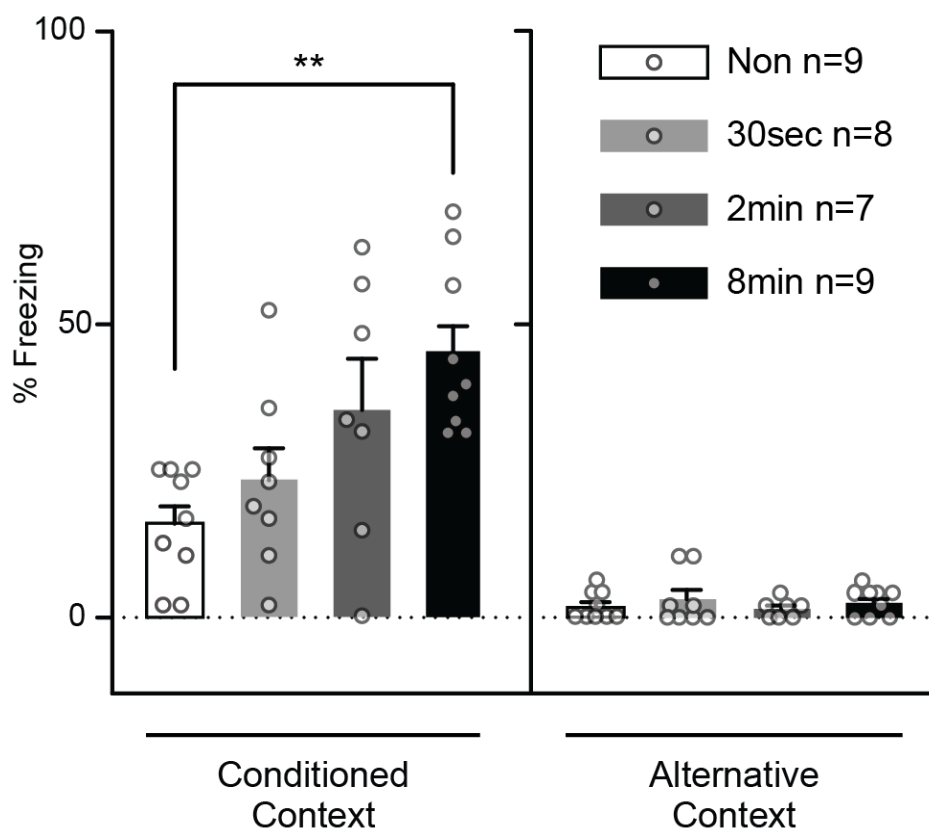 100
50
0
% Freezing
**
Non n=9
30sec n=8
2min n=7
8min n=9
Conditioned
Context
Alternative
Context